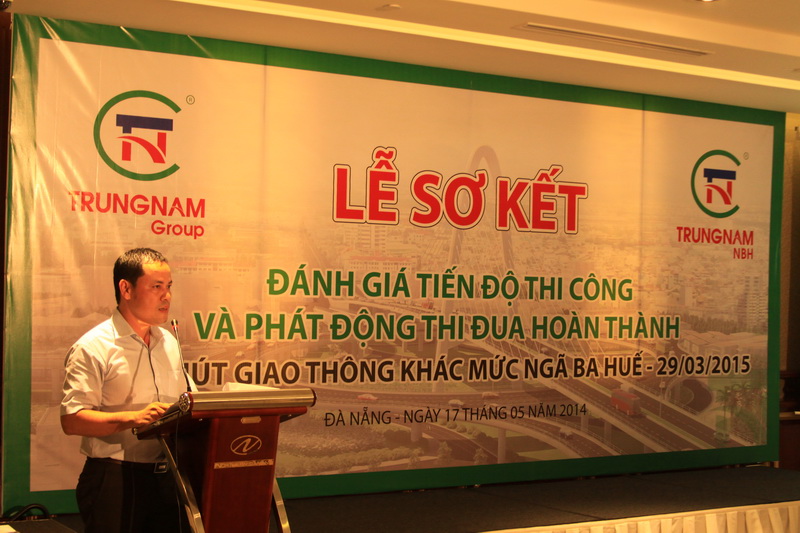 TRUNGNAM
Group
LỄ SƠ KẾT
TRUNGNAM
NBH
ĐÁNH GIÁ TIẾN ĐỘ THI CÔNG
VÀ PHÁT ĐỘNG THI ĐUA HOÀN THÀNH
ÚT GIAO THÔNG KHÁC MỨC NGÃ BA HUẾ - 29/03/2015
ĐÀ NẴNG - NGÀY 17 THÁNG 05 NĂM 2014